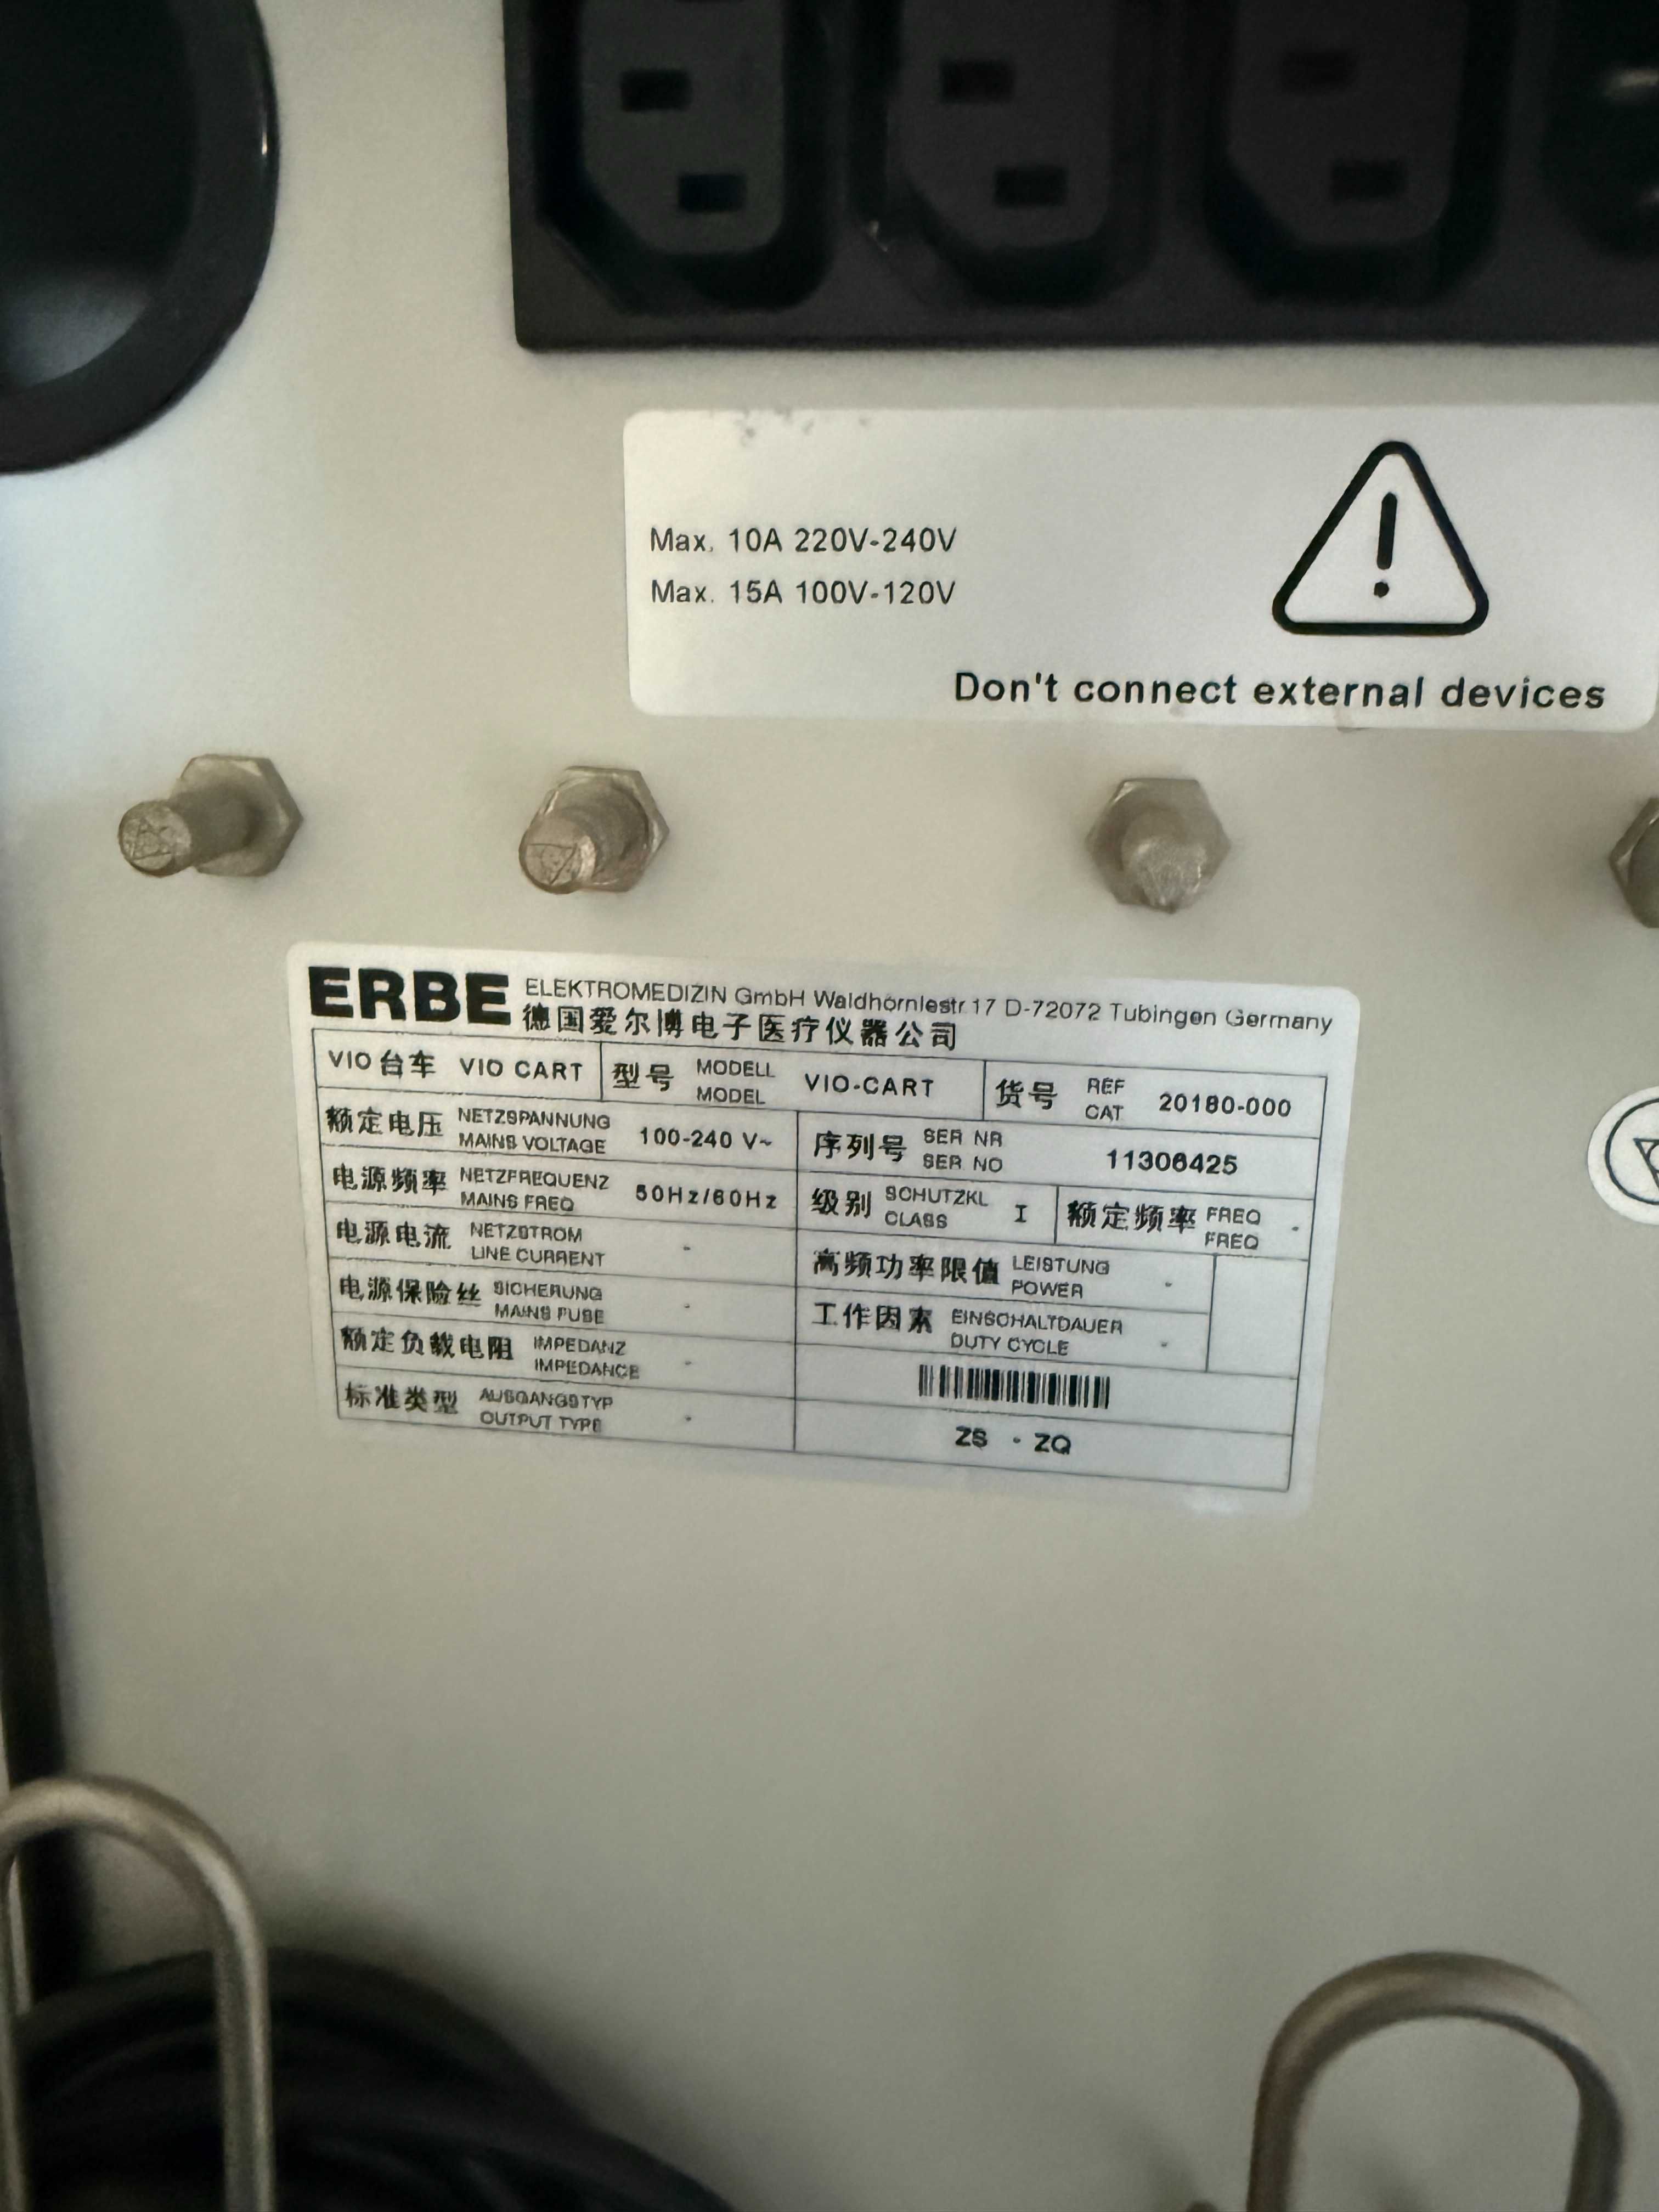 Max. 10A 220V-240V
Max. 15A 100V-120V
Don't connect external devices
ERBE ELEKTROMEDIZIN GmbH Waldhörnlestr 17 D-72072 Tubingen Germany
德国爱尔博电子医疗仪器公司
VIO台车 VIO CART 型号 MODELL MODEL VIO-CART 货号 REF CAT 20180-000
额定电压 NETZSPANNUNG MAINS VOLTAGE 100-240 V~ 序列号 SER NR SER NO 11306425
电源频率 NETZFREQUENZ MAINS FREQ 50Hz/60Hz 级别 SCHUTZKL CLASS I 额定频率 FREQ FREQ -
电源电流 NETZSTROM LINE CURRENT - 高频功率限值 LEISTUNG POWER -
电源保险丝 SICHERUNG MAINS FUSE - 工作因素 EINSCHALTDAUER DUTY CYCLE -
额定负载电阻 IMPEDANZ IMPEDANCE -
标准类型 AUSGANGSTYP OUTPUT TYPE - ZS - ZQ